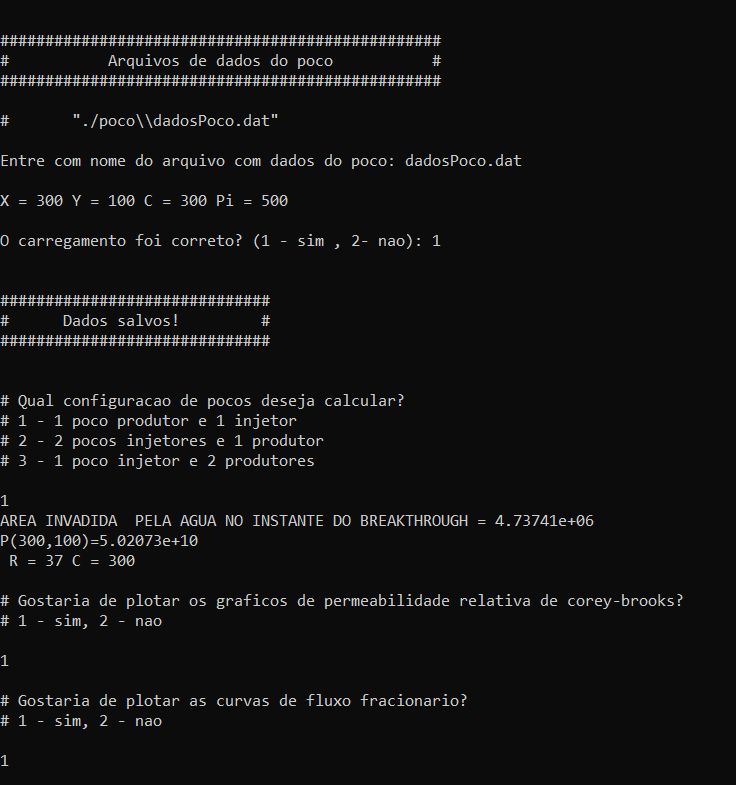 #################################################
#           Arquivos de dados do poco           #
#################################################
#       "./poco\\dadosPoco.dat"
Entre com nome do arquivo com dados do poco: dadosPoco.dat
X = 300 Y = 100 C = 300 Pi = 500
O carregamento foi correto? (1 - sim , 2- nao): 1
##############################
#      Dados salvos!         #
##############################
# Qual configuracao de pocos deseja calcular?
# 1 - 1 poco produtor e 1 injetor
# 2 - 2 pocos injetores e 1 produtor
# 3 - 1 poco injetor e 2 produtores
1
AREA INVADIDA  PELA AGUA NO INSTANTE DO BREAKTHROUGH = 4.73741e+06
P(300,100)=5.02073e+10
 R = 37 C = 300
# Gostaria de plotar os graficos de permeabilidade relativa de corey-brooks?
# 1 - sim, 2 - nao
1
# Gostaria de plotar as curvas de fluxo fracionario?
# 1 - sim, 2 - nao
1